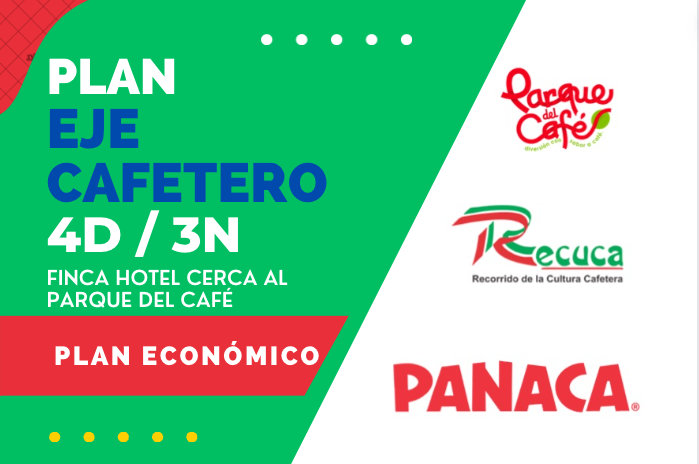 PLAN
EJE
CAFETERO
4D / 3N
FINCA HOTEL CERCA AL
PARQUE DEL CAFÉ
PLAN ECONÓMICO
Parque
del
Café
Recuca
Recorrido de la Cultura Cafetera
PANACA®